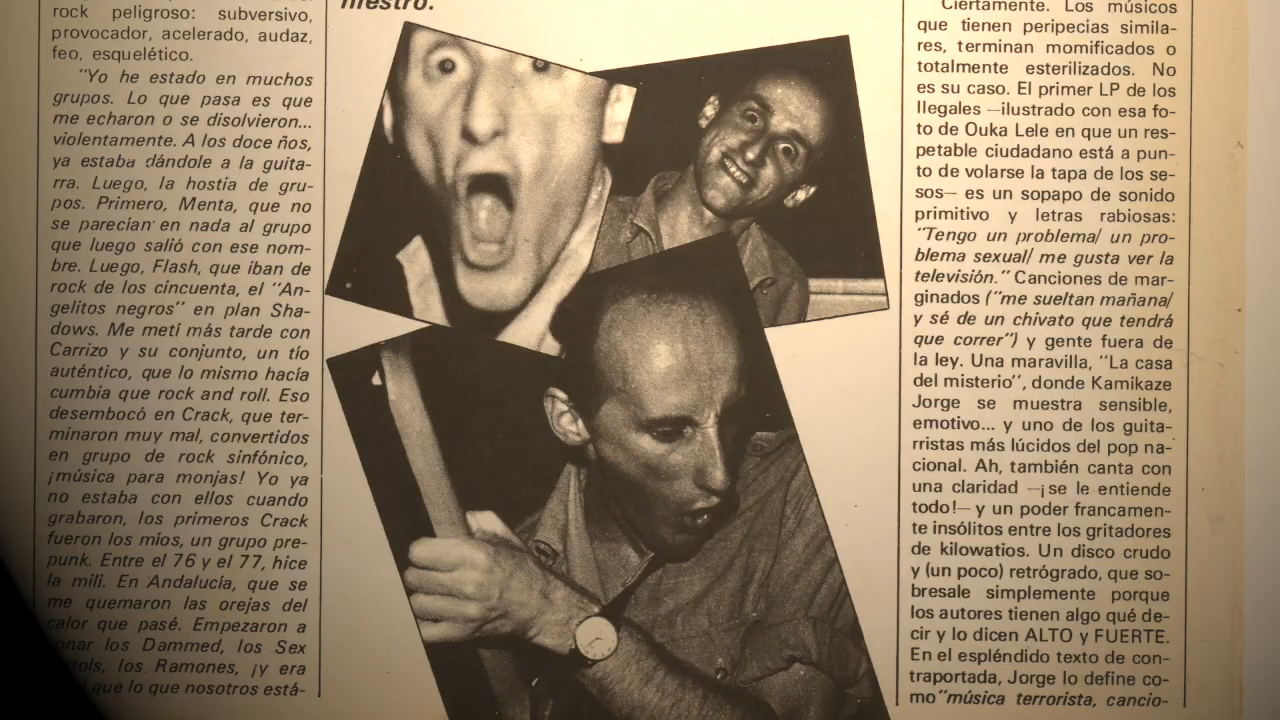 rock peligroso: subversivo,
provocador, acelerado, audaz,
feo, esquelético.
"Yo he estado en muchos
grupos. Lo que pasa es que
me echaron o se disolvieron...
violentamente. A los doce ños,
ya estaba dándole a la guita-
rra. Luego, la hostia de gru-
pos. Primero, Menta, que no
se parecían en nada al grupo
que luego salió con ese nom-
bre. Luego, Flash, que iban de
rock de los cincuenta, el "An-
gelitos negros" en plan Sha-
dows. Me metí más tarde con
Carrizo y su conjunto, un tío
auténtico, que lo mismo hacía
cumbia que rock and roll. Eso
desembocó en Crack, que ter-
minaron muy mal, convertidos
en grupo de rock sinfónico,
¡música para monjas! Yo ya
no estaba con ellos cuando
grabaron, los primeros Crack
fueron los míos, un grupo pre-
punk. Entre el 76 y el 77, hice
la mili. En Andalucía, que se
me quemaron las orejas del
calor que pasé. Empezaron a
los Dammed, los Sex
los Ramones, ¡y era
que lo que nosotros está-
niestro.
Ciertamente. Los músicos
que tienen peripecias simila-
res, terminan momificados o
totalmente esterilizados. No
es su caso. El primer LP de los
Ilegales —ilustrado con esa fo-
to de Ouka Lele en que un res-
petable ciudadano está a pun-
to de volarse la tapa de los se-
sos— es un sopapo de sonido
primitivo y letras rabiosas:
"Tengo un problema/ un pro-
blema sexual/ me gusta ver la
televisión." Canciones de mar-
ginados ("me sueltan mañana/
y sé de un chivato que tendrá
que correr") y gente fuera de
la ley. Una maravilla, "La casa
del misterio", donde Kamikaze
Jorge se muestra sensible,
emotivo... y uno de los guita-
rristas más lúcidos del pop na-
cional. Ah, también canta con
una claridad —¡se le entiende
todo!— y un poder francamen-
te insólitos entre los gritadores
de kilowatios. Un disco crudo
y (un poco) retrógrado, que so-
bresale simplemente porque
los autores tienen algo qué de-
cir y lo dicen ALTO y FUERTE.
En el espléndido texto de con-
traportada, Jorge lo define co-
mo "música terrorista, cancio-